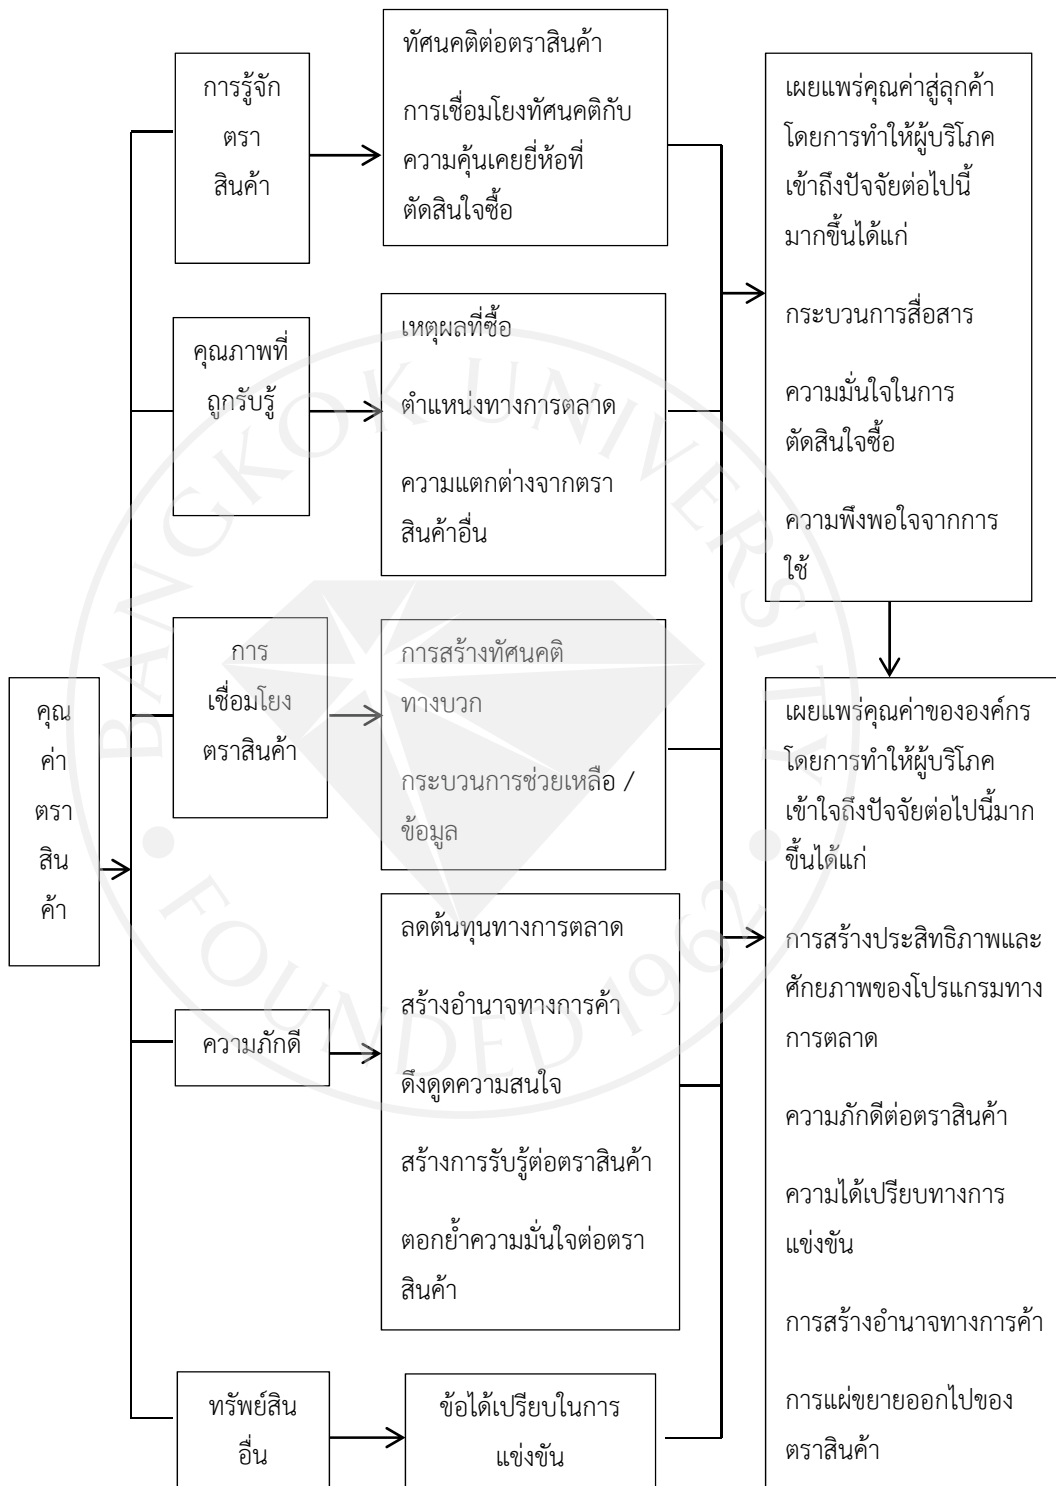 คุณ
ค่า
ตรา
สิน
ค้า
การรู้จัก
ตรา
สินค้า
ทัศนคติต่อตราสินค้า
การเชื่อมโยงทัศนคติกับ
ความคุ้นเคยยี่ห้อที่
ตัดสินใจซื้อ
คุณภาพที่
ถูกรับรู้
เหตุผลที่ซื้อ
ตำแหน่งทางการตลาด
ความแตกต่างจากตรา
สินค้าอื่น
การ
เชื่อมโยง
ตราสินค้า
การสร้างทัศนคติ
ทางบวก
กระบวนการช่วยเหลือ /
ข้อมูล
ความภักดี
ลดต้นทุนทางการตลาด
สร้างอำนาจทางการค้า
ดึงดูดความสนใจ
สร้างการรับรู้ต่อตราสินค้า
ตอกย้ำความมั่นใจต่อตรา
สินค้า
ทรัพย์สิน
อื่น
ข้อได้เปรียบในการ
แข่งขัน
เผยแพร่คุณค่าสู่ลุกค้า
โดยการทำให้ผู้บริโภค
เข้าถึงปัจจัยต่อไปนี้
มากขึ้นได้แก่
กระบวนการสื่อสาร
ความมั่นใจในการ
ตัดสินใจซื้อ
ความพึงพอใจจากการ
ใช้
เผยแพร่คุณค่าขององค์กร
โดยการทำให้ผู้บริโภค
เข้าใจถึงปัจจัยต่อไปนี้มาก
ขึ้นได้แก่
การสร้างประสิทธิภาพและ
ศักยภาพของโปรแกรมทาง
การตลาด
ความภักดีต่อตราสินค้า
ความได้เปรียบทางการ
แข่งขัน
การสร้างอำนาจทางการค้า
การแผ่ขยายออกไปของ
ตราสินค้า
BANGKOK UNIVERSITY
FOUNDED 1962